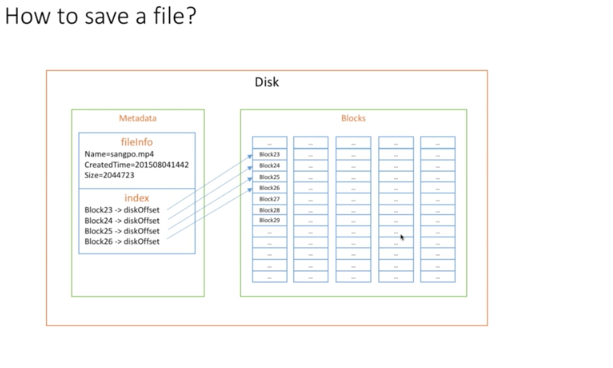 How to save a file?
Disk
Metadata
fileInfo
Name=sangpo.mp4
CreatedTime=201508041442
Size=2044723
index
Block23 -> diskOffset
Block24 -> diskOffset
Block25 -> diskOffset
Block26 -> diskOffset
Blocks
... ... ... ... ...
Block23 ... ... ... ...
Block24 ... ... ... ...
Block25 ... ... ... ...
Block26 ... ... ... ...
Block27 ... ... ... ...
Block28 ... ... ... ...
Block29 ... ... ... ...
... ... ... ... ...
... ... ... ... ...
... ... ... ... ...
... ... ... ... ...
... ... ... ... ...